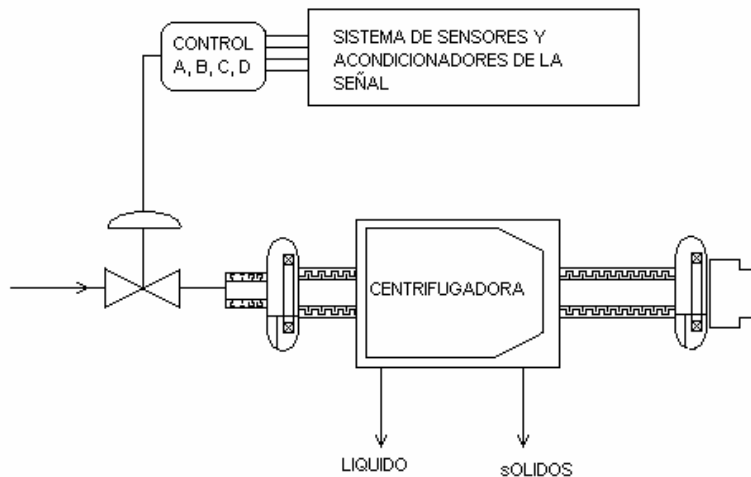 CONTROL
A, B, C, D
SISTEMA DE SENSORES Y
ACONDICIONADORES DE LA
SEÑAL
CENTRIFUGADORA
LIQUIDO
sOLIDOS